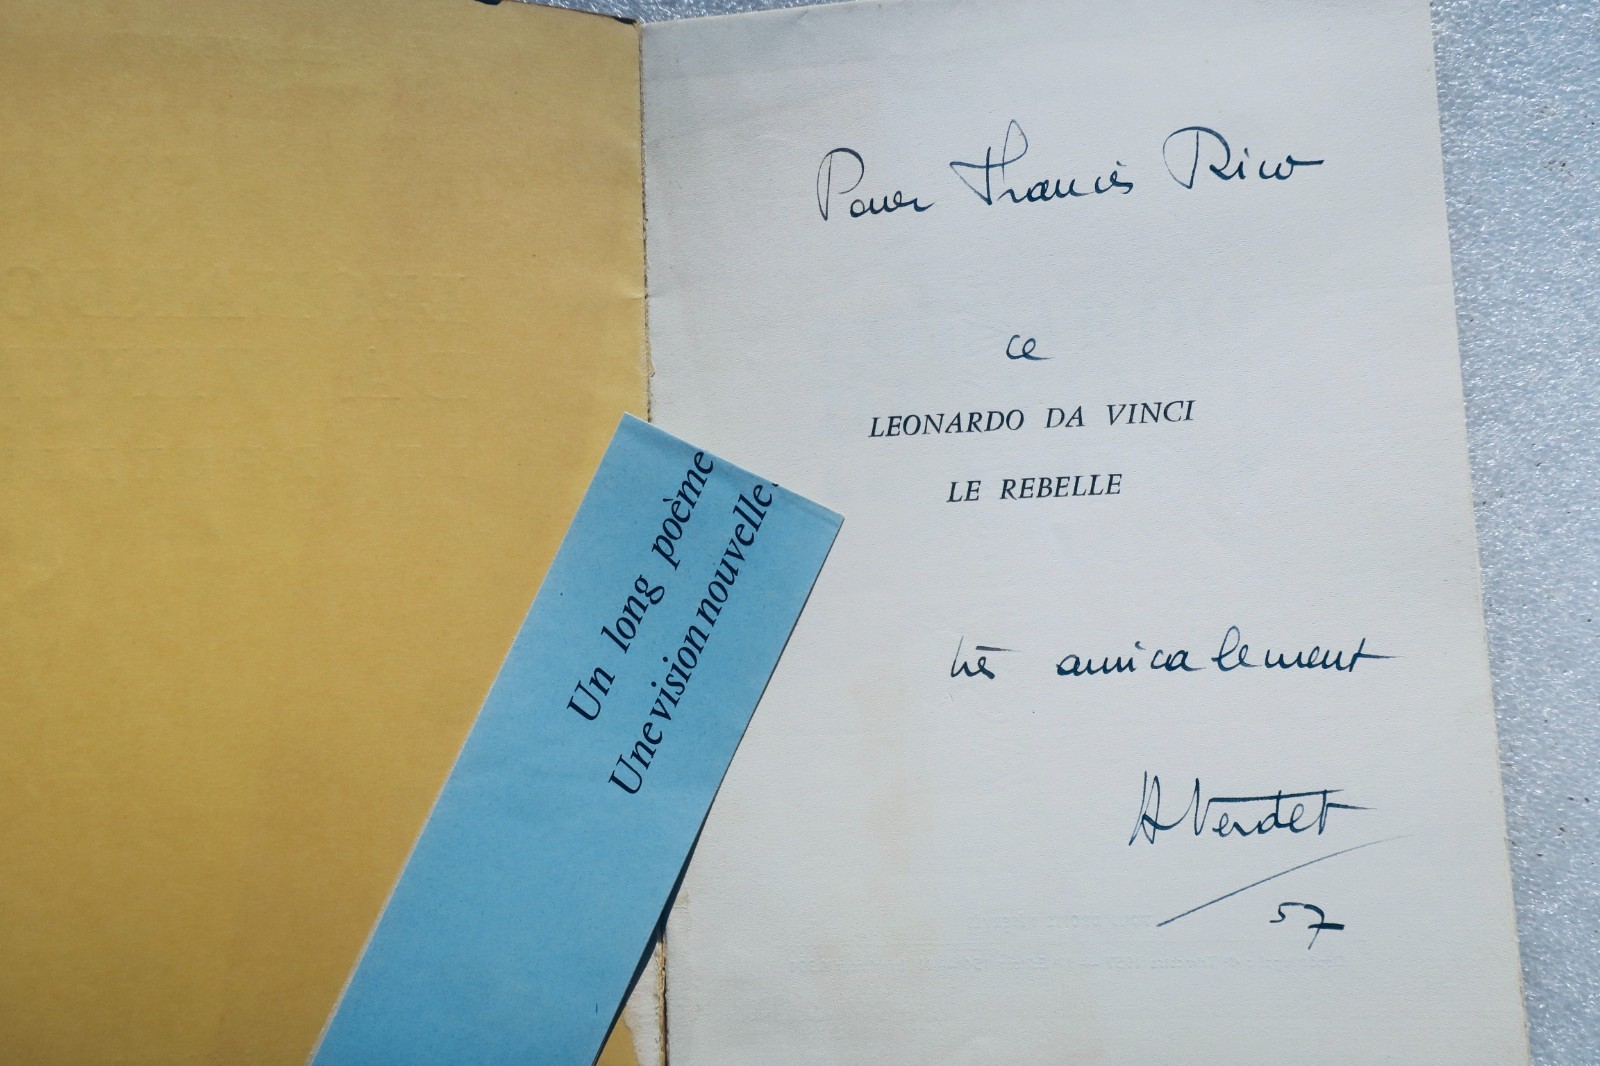 Pour Francis Rico
ce
LEONARDO DA VINCI
LE REBELLE
très amicalement
A Verdet
57
Un long poème
Une vision nouvelle